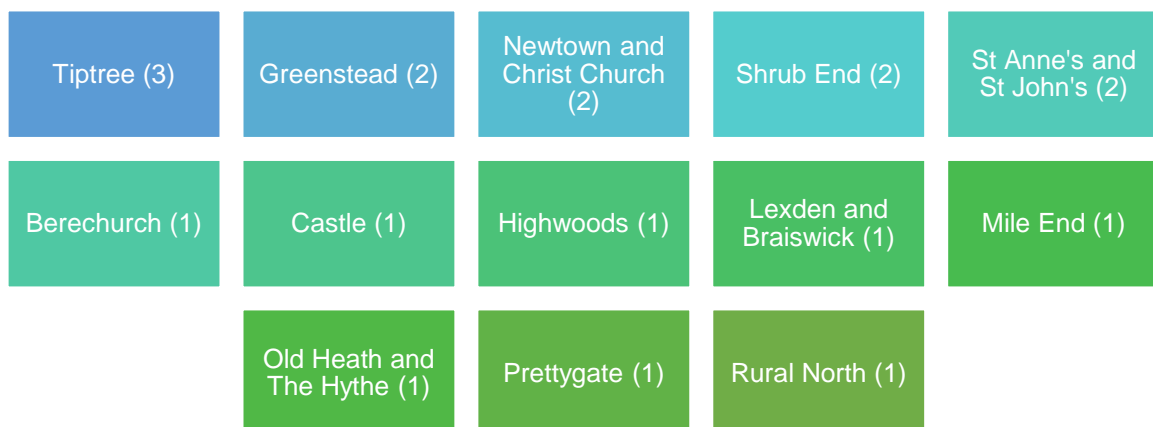 Tiptree (3)
Greenstead (2)
Newtown and
Christ Church
(2)
Shrub End (2)
St Anne's and
St John's (2)
Berechurch (1)
Castle (1)
Highwoods (1)
Lexden and
Braiswick (1)
Mile End (1)
Old Heath and
The Hythe (1)
Prettygate (1)
Rural North (1)